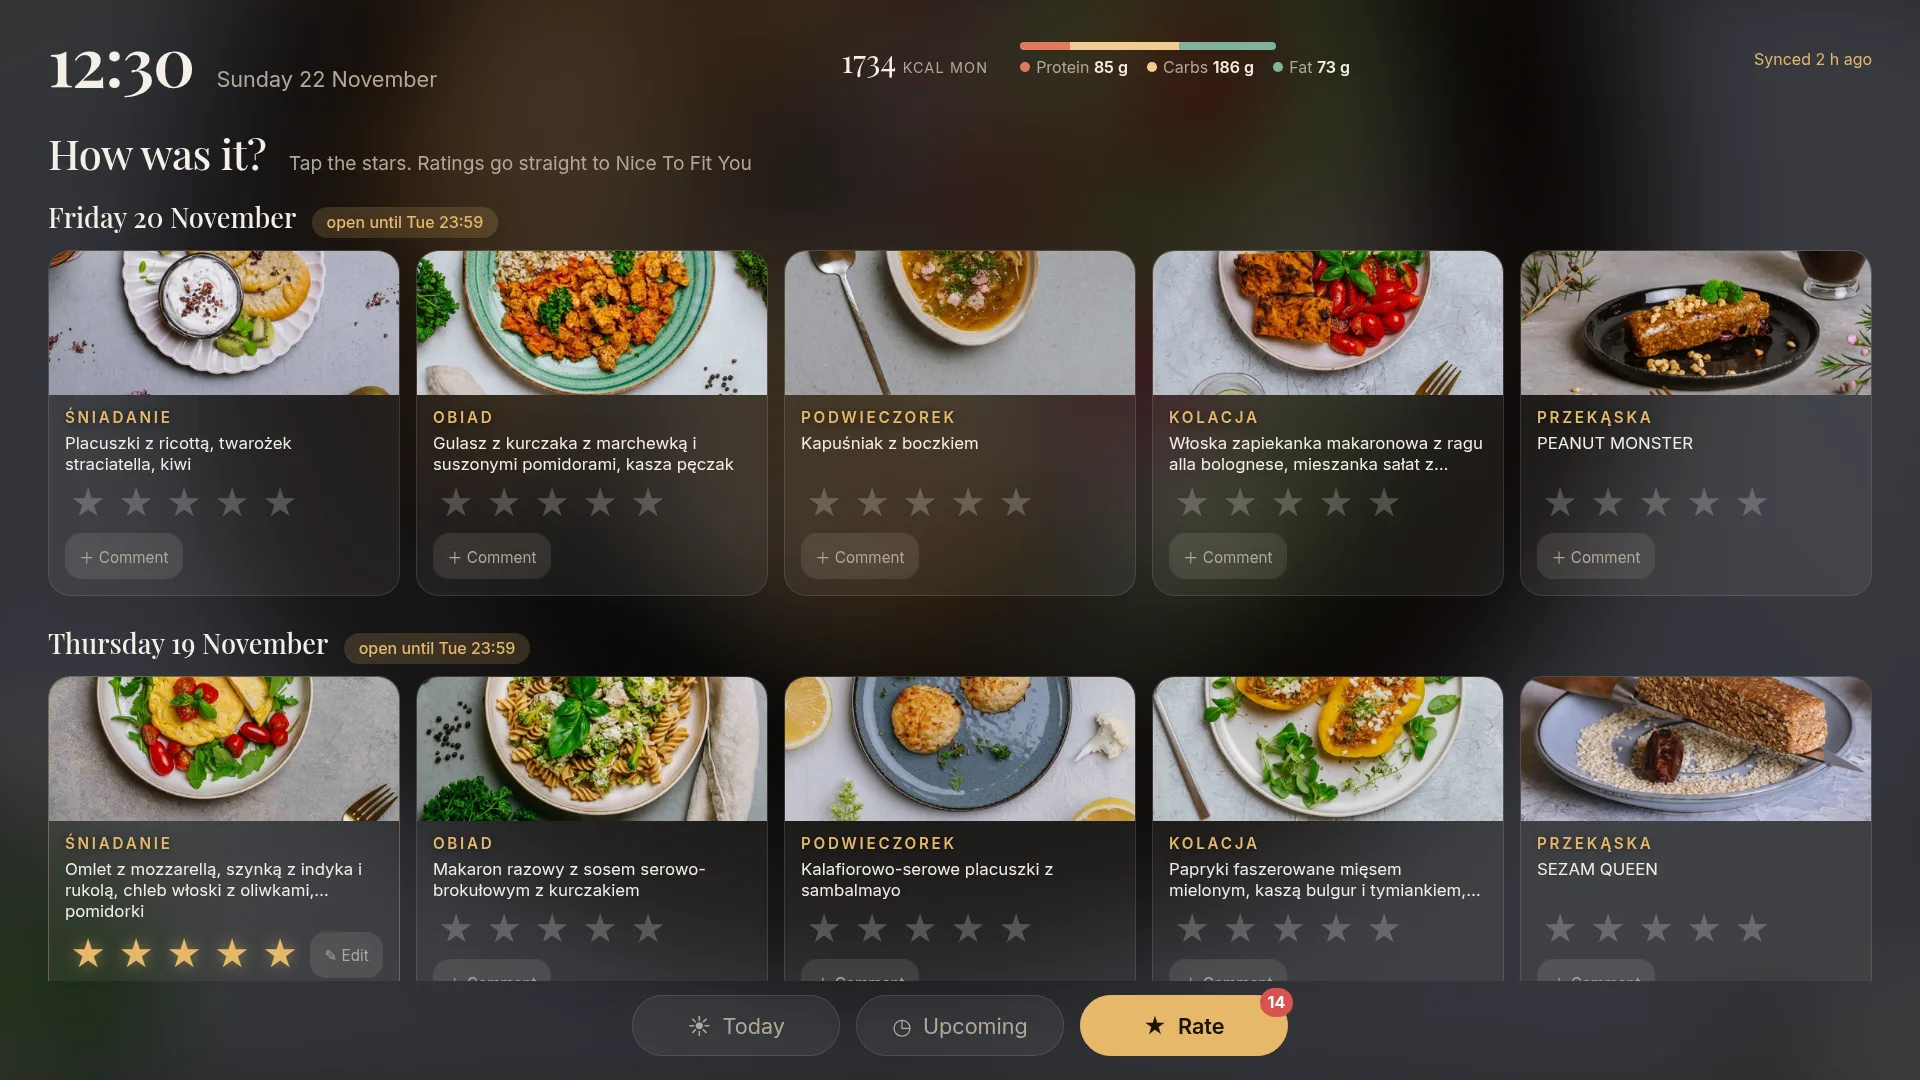 12:30 Sunday 22 November
1734 KCAL MON
Protein 85 g Carbs 186 g Fat 73 g
Synced 2 h ago
How was it? Tap the stars. Ratings go straight to Nice To Fit You
Friday 20 November open until Tue 23:59
ŚNIADANIE
Placuszki z ricottą, twarożek
straciatella, kiwi
+ Comment
OBIAD
Gulasz z kurczaka z marchewką i
suszonymi pomidorami, kasza pęczak
+ Comment
PODWIECZOREK
Kapuśniak z boczkiem
+ Comment
KOLACJA
Włoska zapiekanka makaronowa z ragu
alla bolognese, mieszanka sałat z...
+ Comment
PRZEKĄSKA
PEANUT MONSTER
+ Comment
Thursday 19 November open until Tue 23:59
ŚNIADANIE
Omlet z mozzarellą, szynką z indyka i
rukolą, chleb włoski z oliwkami,...
pomidorki
Edit
OBIAD
Makaron razowy z sosem serowo-
brokułowym z kurczakiem
+ Comment
PODWIECZOREK
Kalafiorowo-serowe placuszki z
sambalmayo
+ Comment
KOLACJA
Papryki faszerowane mięsem
mielonym, kaszą bulgur i tymiankiem,...
+ Comment
PRZEKĄSKA
SEZAM QUEEN
+ Comment
Today
Upcoming
Rate
14